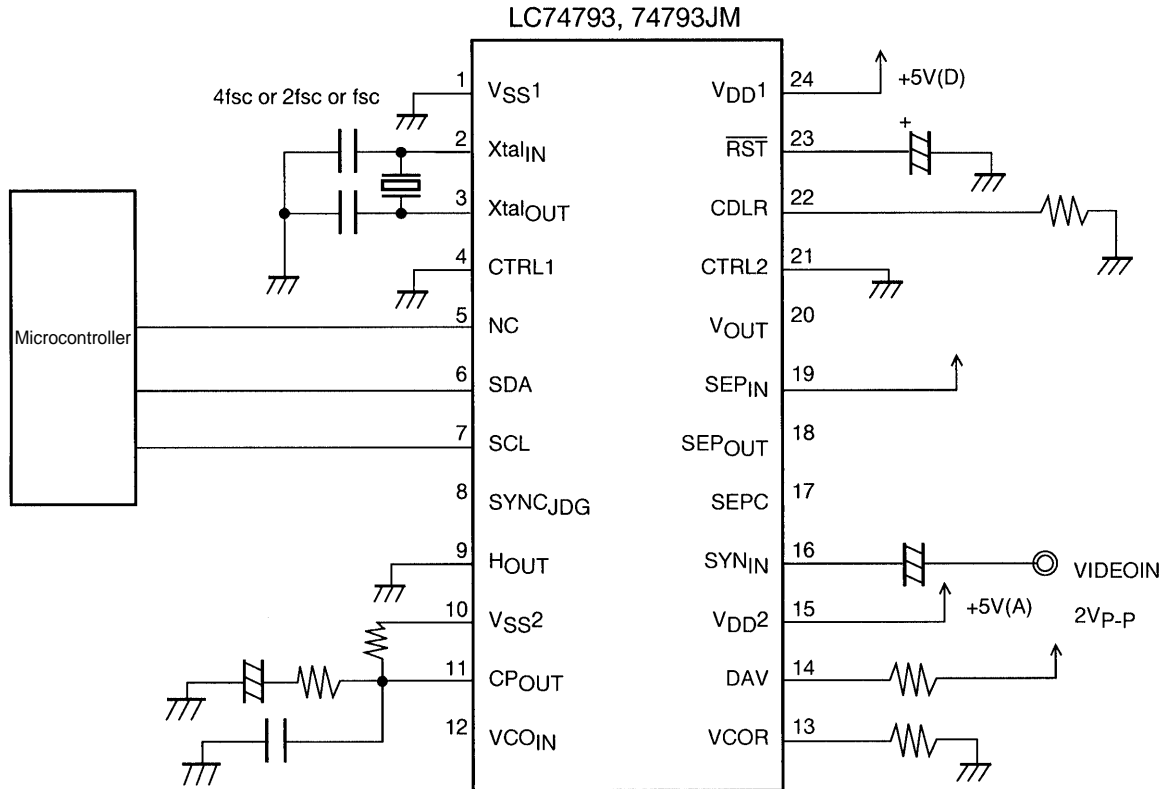 LC74793, 74793JM
4fsc or 2fsc or fsc
Microcontroller
1 VSS1
2 XtalIN
3 XtalOUT
4 CTRL1
5 NC
6 SDA
7 SCL
8 SYNCJDG
9 HOUT
10 VSS2
11 CPOUT
12 VCOIN
VDD1 24 +5V(D)
RST 23 +
CDLR 22
CTRL2 21
VOUT 20
SEPIN 19
SEPOUT 18
SEPC 17
SYNIN 16 VIDEOIN
VDD2 15 +5V(A) 2VP-P
DAV 14
VCOR 13